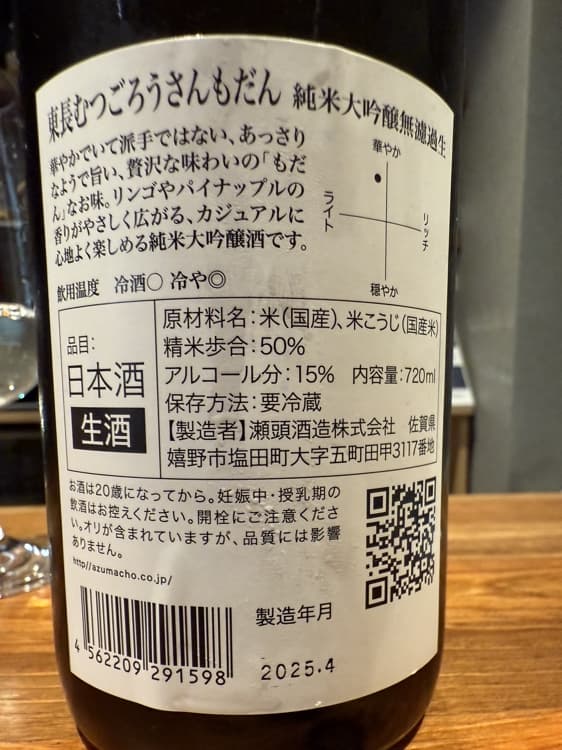 東長むつごろうさんもだん 純米大吟醸無濾過生
華やかでいて派手ではない、あっさり
なようで旨い、贅沢な味わいの「もだ
ん」なお味。リンゴやパイナップルの
香りがやさしく広がる、カジュアルに
心地よく楽しめる純米大吟醸酒です。
華やか
ライト
リッチ
穏やか
飲用温度 冷酒○ 冷や◎
品目:
日本酒
生酒
原材料名:米(国産)、米こうじ(国産米)
精米歩合:50%
アルコール分:15% 内容量:720ml
保存方法:要冷蔵
【製造者】瀬頭酒造株式会社 佐賀県
嬉野市塩田町大字五町田甲3117番地
お酒は20歳になってから。妊娠中・授乳期の
飲酒はお控えください。開栓にご注意くださ
い。オリが含まれていますが、品質には影響
ありません。
http//azumacho.co.jp/
4 562209 291598
製造年月
2025.4